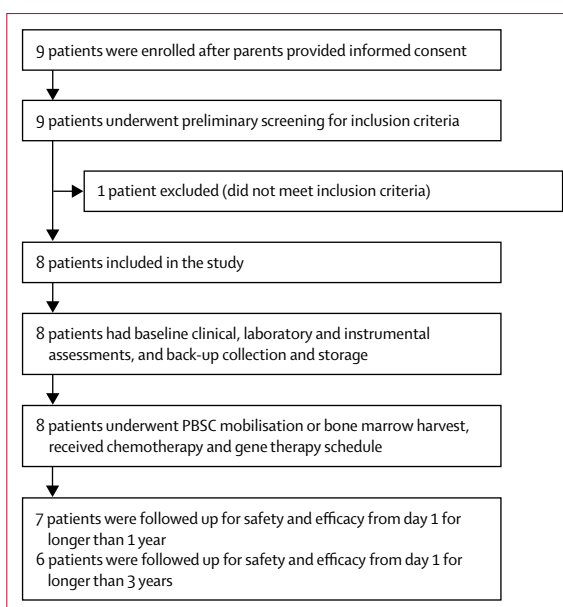 9 patients were enrolled after parents provided informed consent
9 patients underwent preliminary screening for inclusion criteria
1 patient excluded (did not meet inclusion criteria)
8 patients included in the study
8 patients had baseline clinical, laboratory and instrumental
assessments, and back-up collection and storage
8 patients underwent PBSC mobilisation or bone marrow harvest,
received chemotherapy and gene therapy schedule
7 patients were followed up for safety and efficacy from day 1 for
longer than 1 year
6 patients were followed up for safety and efficacy from day 1 for
longer than 3 years